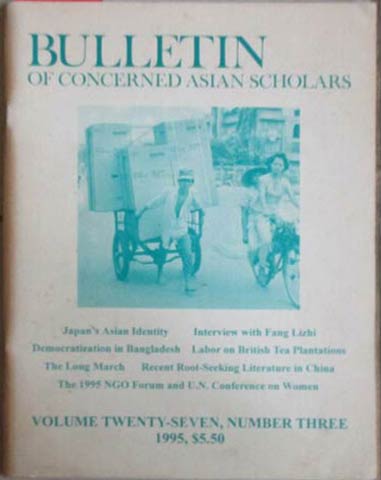 BULLETIN
OF CONCERNED ASIAN SCHOLARS
Japan's Asian Identity Interview with Fang Lizhi
Democratization in Bangladesh Labor on British Tea Plantations
The Long March Recent Root-Seeking Literature in China
The 1995 NGO Forum and U.N. Conference on Women
VOLUME TWENTY-SEVEN, NUMBER THREE
1995, $5.50